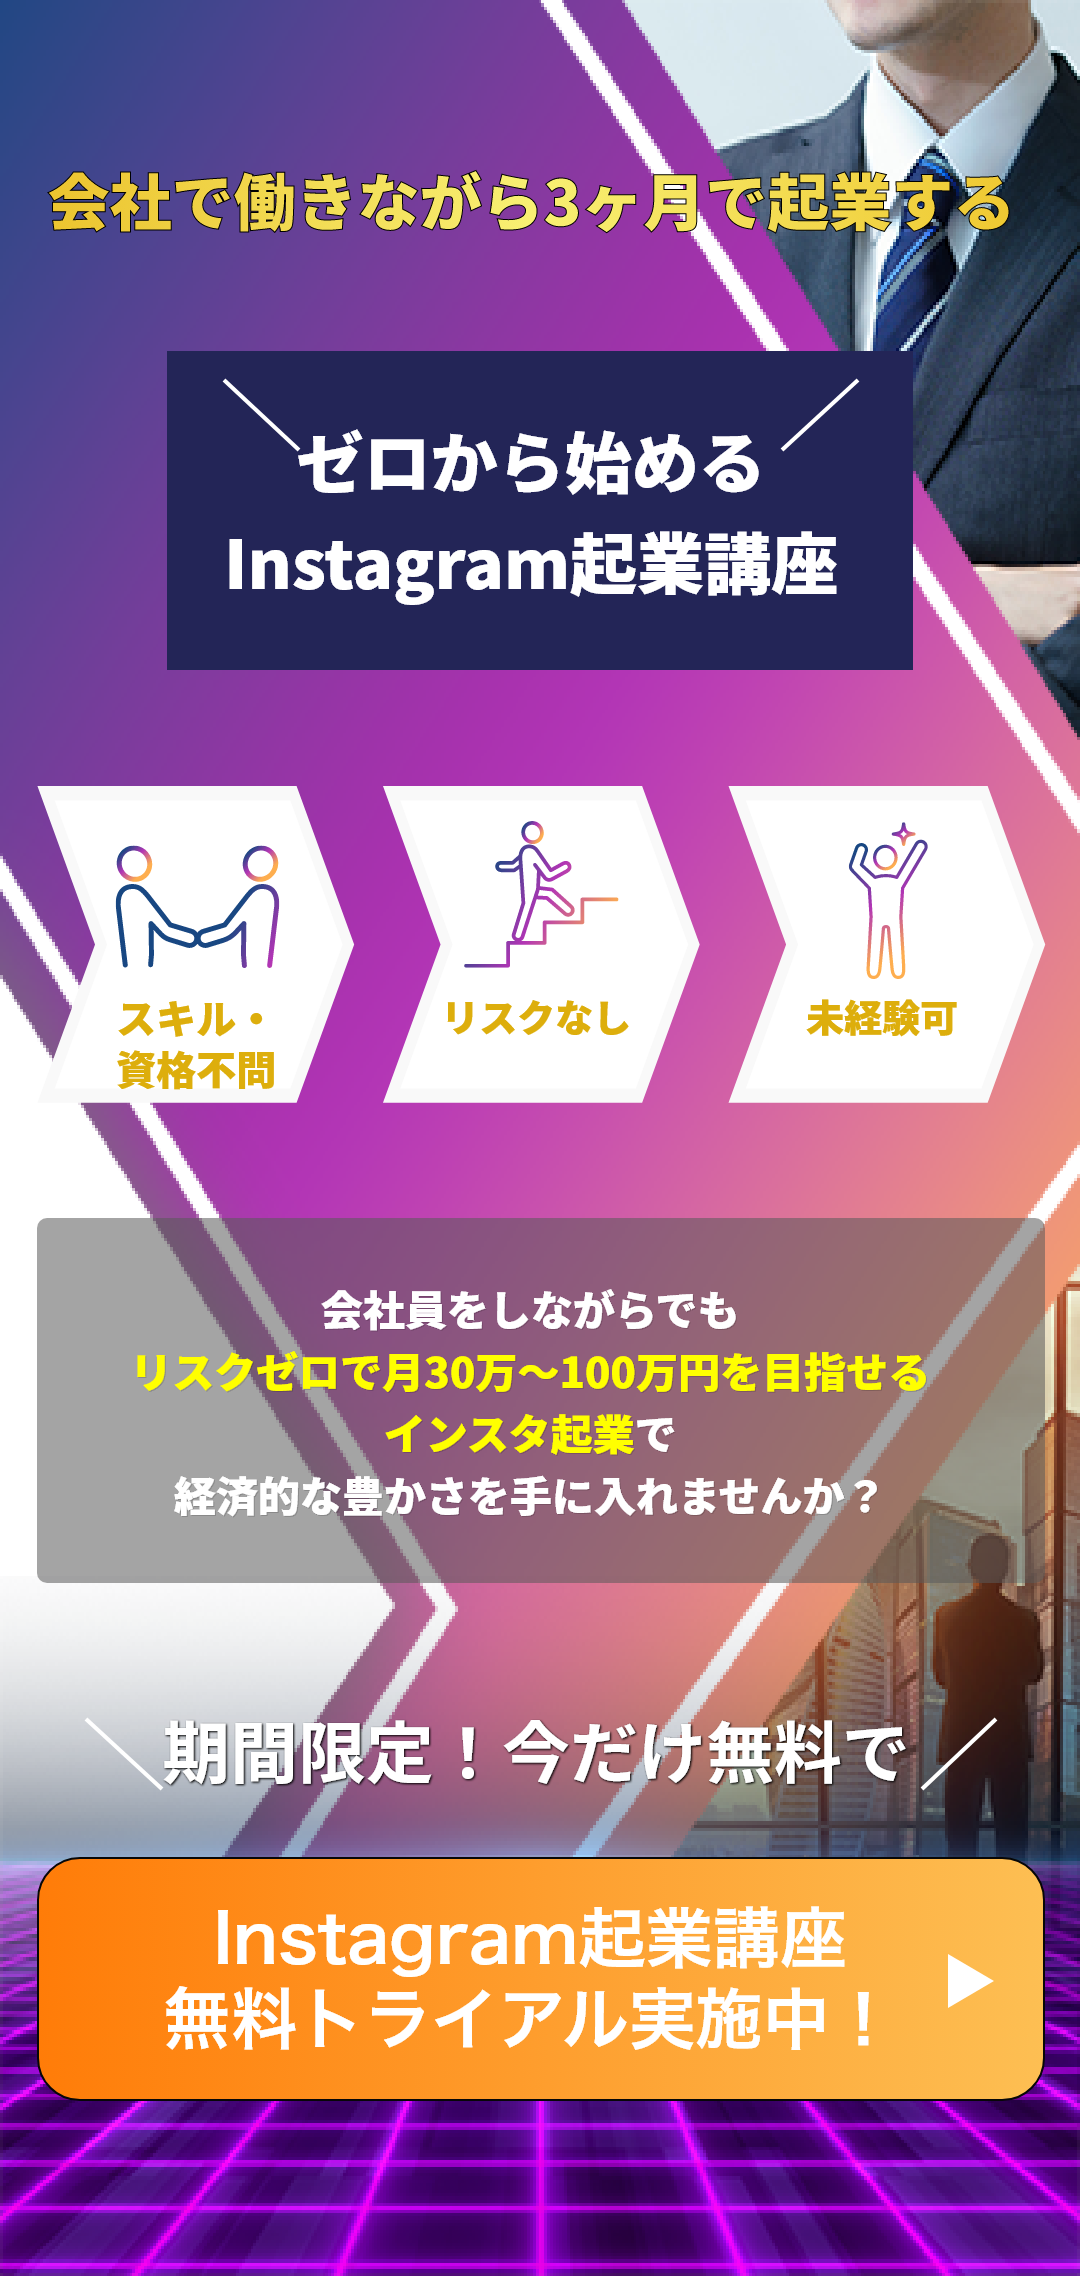 会社で働きながら3ヶ月で起業する
ゼロから始める
Instagram起業講座
スキル・
資格不問
リスクなし
未経験可
会社員をしながらでも
リスクゼロで月30万〜100万円を目指せる
インスタ起業で
経済的な豊かさを手に入れませんか？
期間限定！今だけ無料で
Instagram起業講座
無料トライアル実施中！